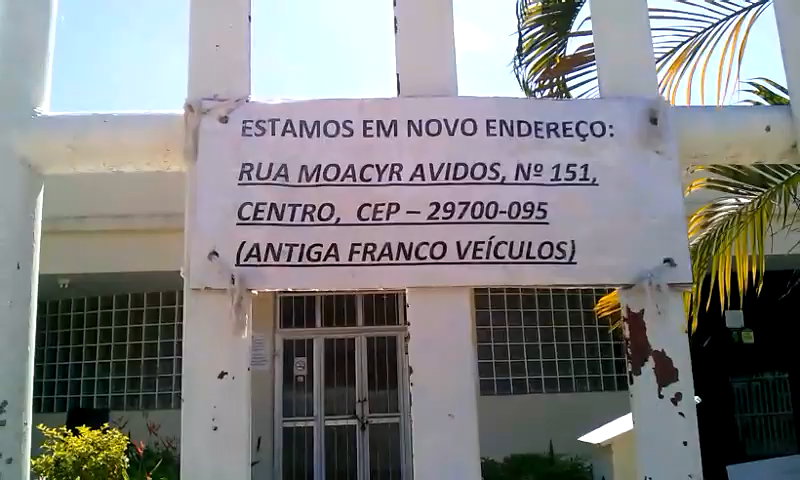 ESTAMOS EM NOVO ENDEREÇO:
RUA MOACYR AVIDOS, Nº 151,
CENTRO, CEP – 29700-095
(ANTIGA FRANCO VEÍCULOS)